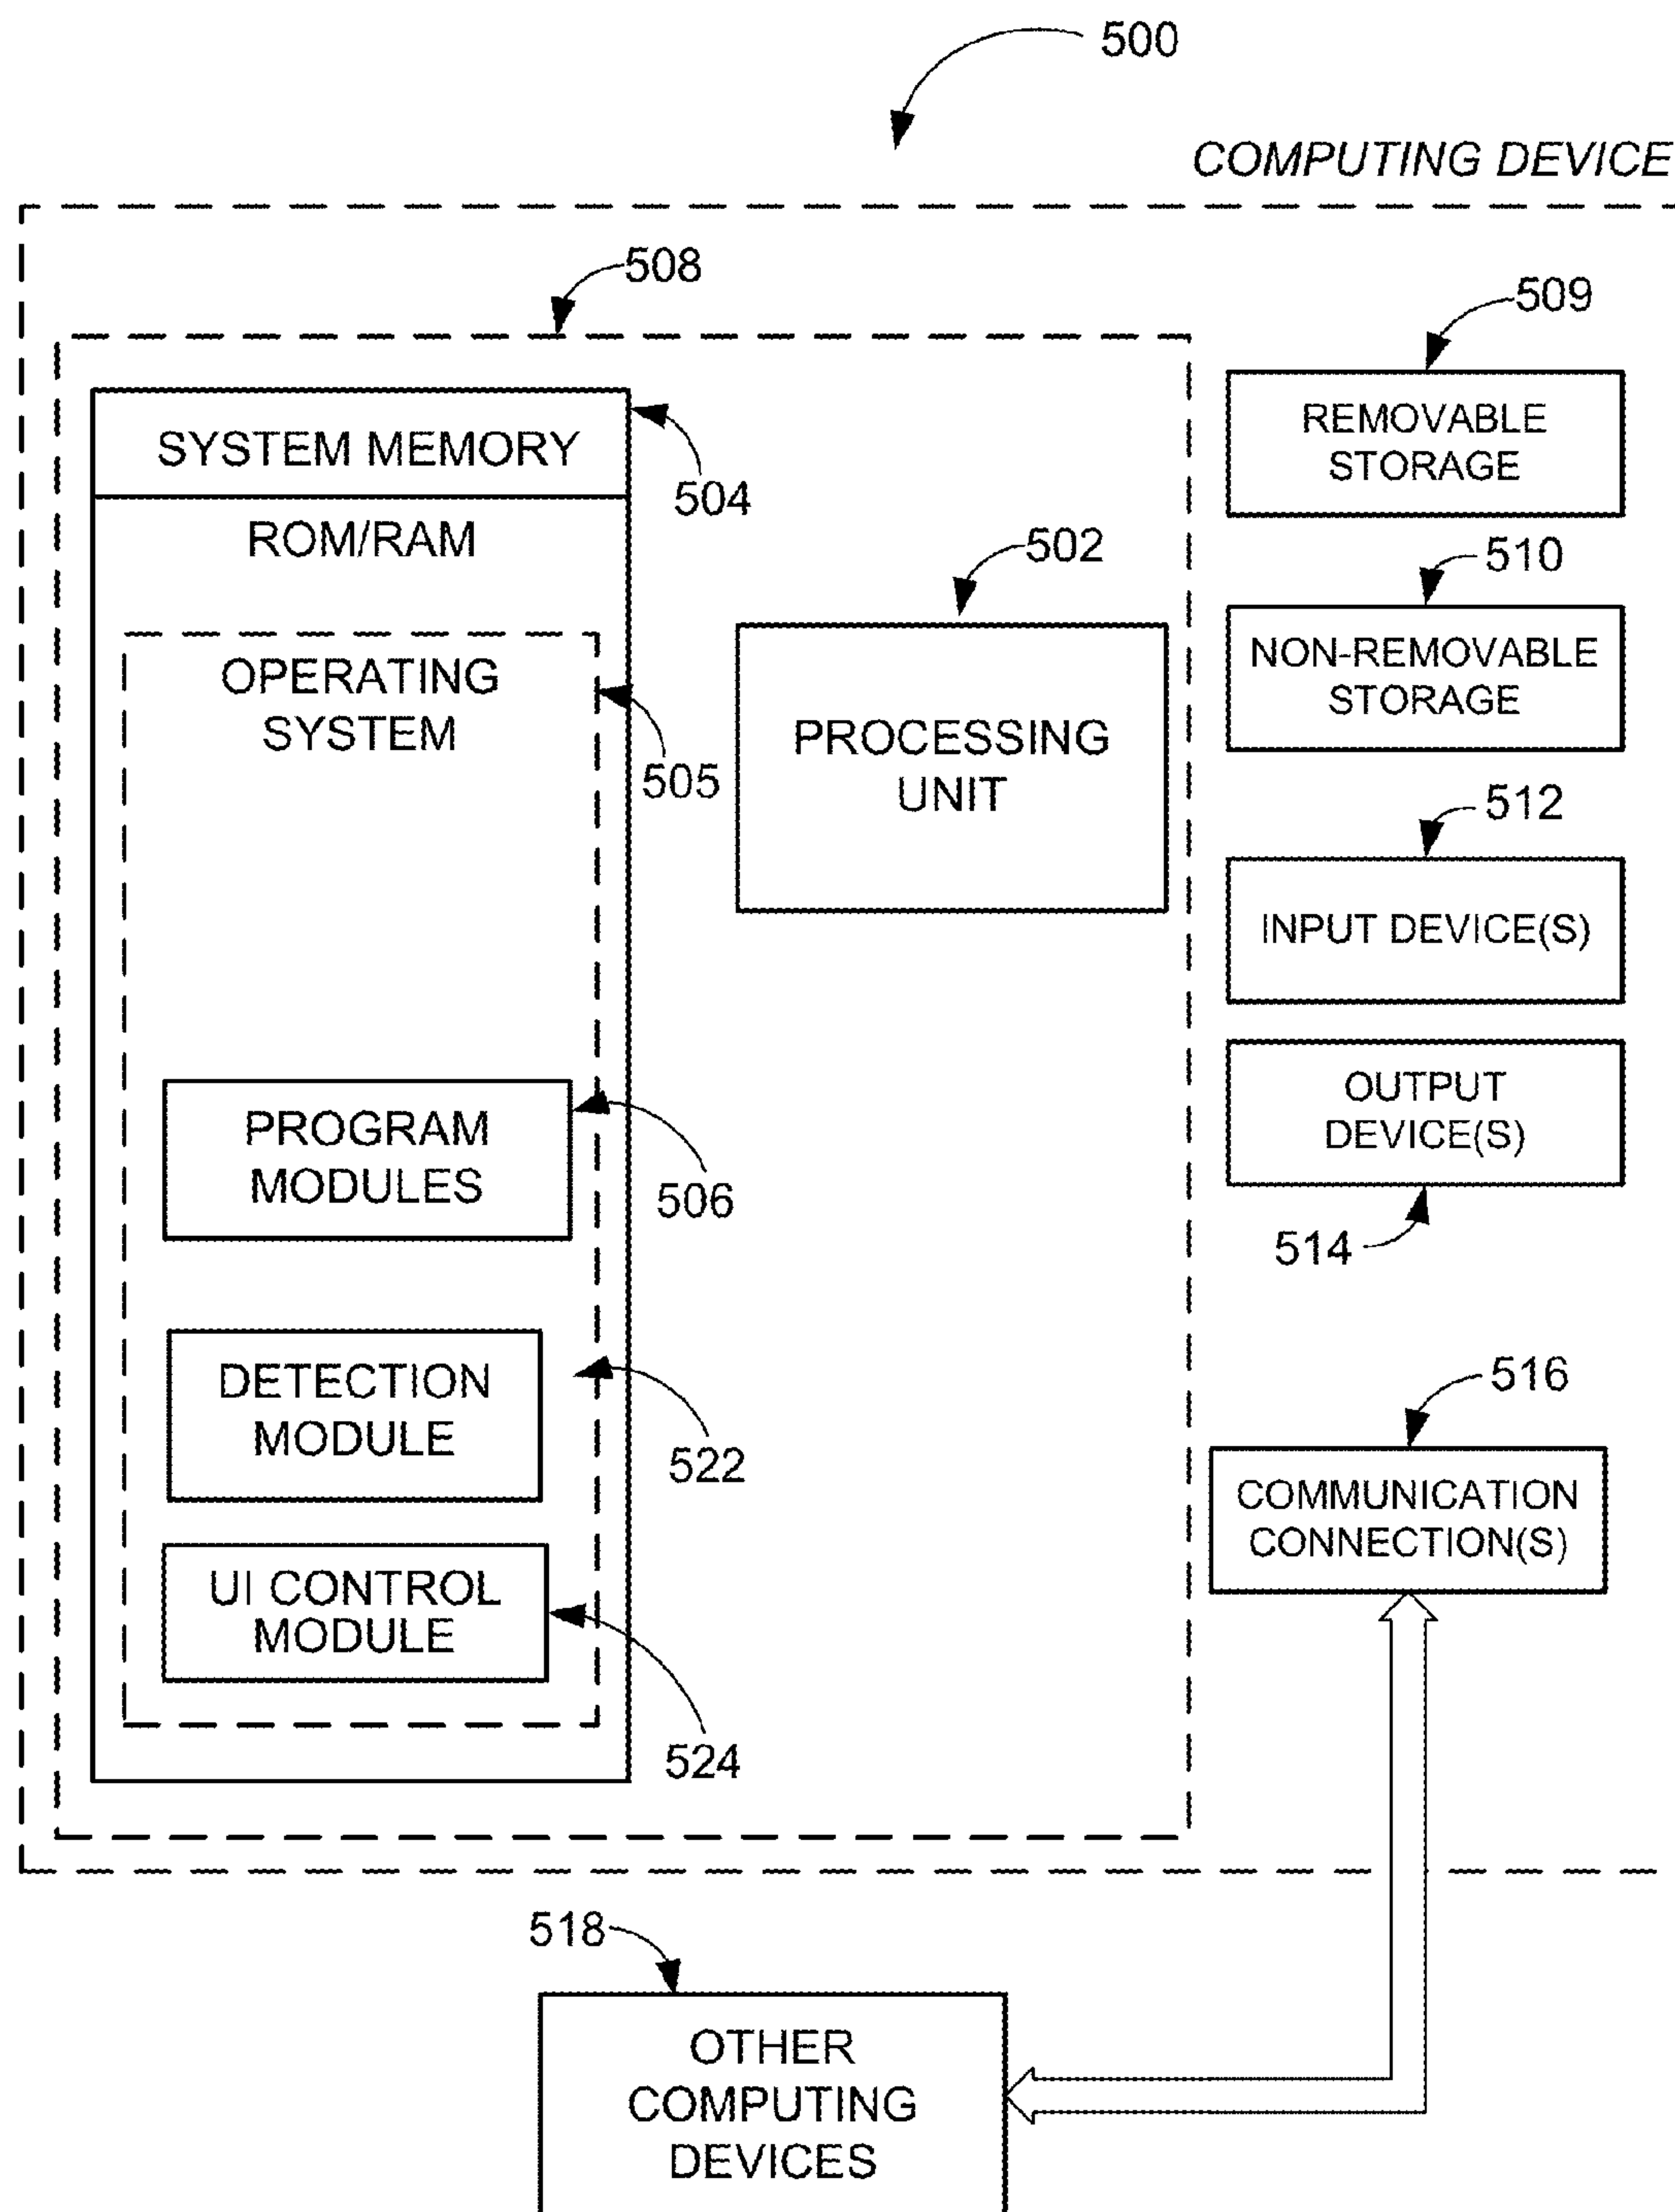 500
COMPUTING DEVICE
508
509
SYSTEM MEMORY
504
REMOVABLE
STORAGE
ROM/RAM
502
510
OPERATING
SYSTEM
505
PROCESSING
UNIT
NON-REMOVABLE
STORAGE
512
INPUT DEVICE(S)
OUTPUT
DEVICE(S)
514
PROGRAM
MODULES
506
DETECTION
MODULE
522
516
COMMUNICATION
CONNECTION(S)
UI CONTROL
MODULE
524
518
OTHER
COMPUTING
DEVICES